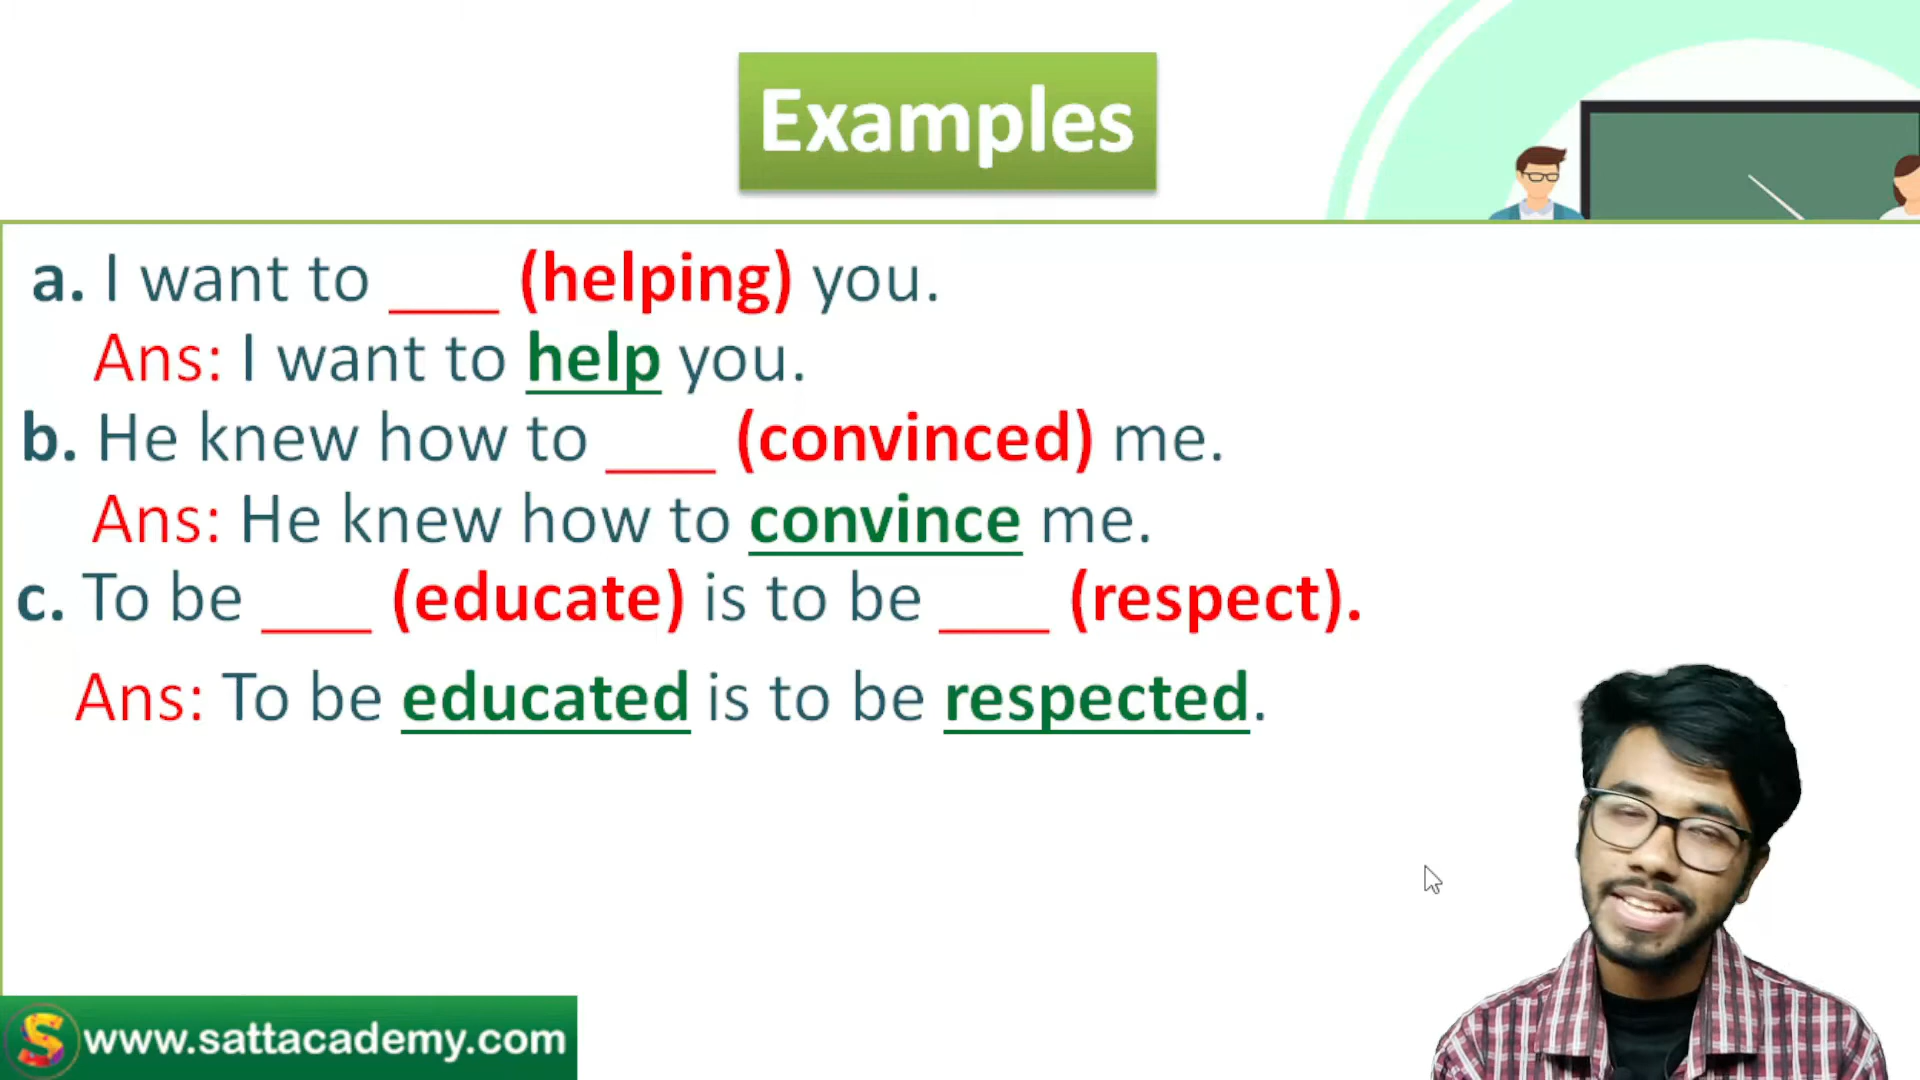 Examples
a. I want to ___ (helping) you.
Ans: I want to help you.
b. He knew how to ___ (convinced) me.
Ans: He knew how to convince me.
c. To be ___ (educate) is to be ___ (respect).
Ans: To be educated is to be respected.
S www.sattacademy.com